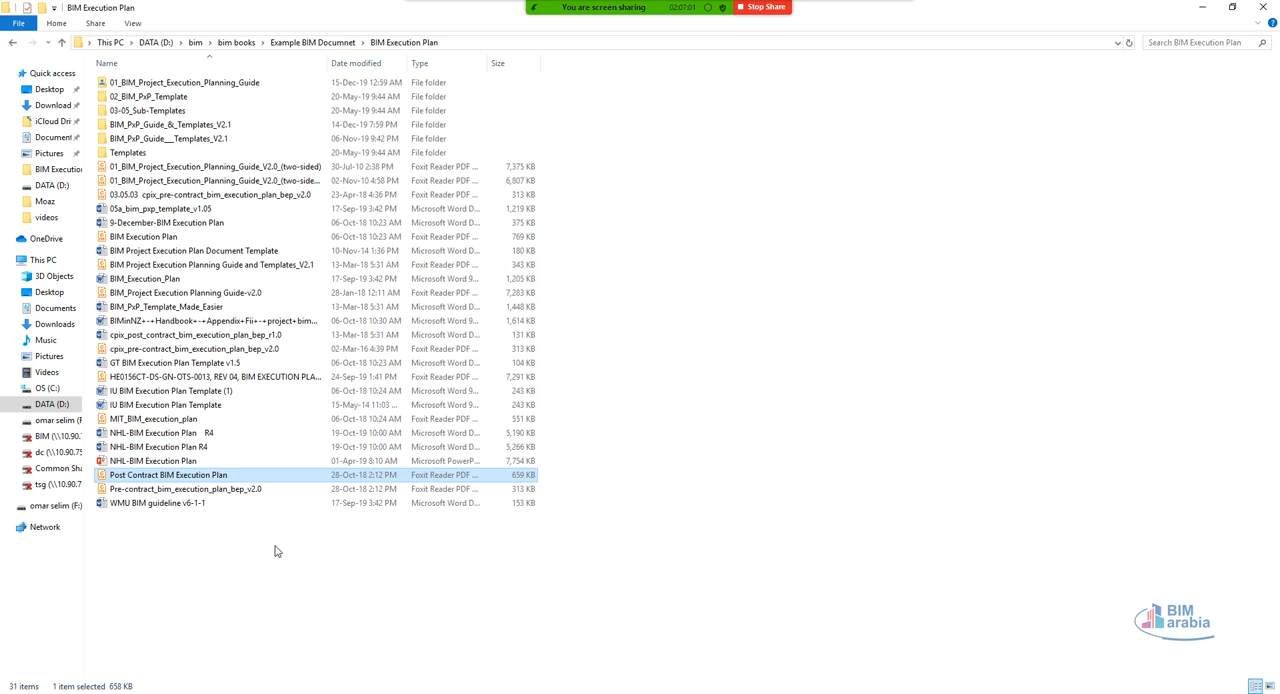 BIM Execution Plan
You are screen sharing 02:07:01 Stop Share
File Home Share View
This PC > DATA (D:) > bim > bim books > Example BIM Documnet > BIM Execution Plan
Search BIM Execution Plan
Name Date modified Type Size
Quick access
Desktop
Download
iCloud Dri
Document
Pictures
BIM Execution
DATA (D:)
Moaz
videos
OneDrive
This PC
3D Objects
Desktop
Documents
Downloads
Music
Pictures
Videos
OS (C:)
DATA (D:)
omar selim (F
BIM (\\10.90.
dc (\\10.90.75
Common Sha
tsg (\\10.90.7
omar selim (F:)
Network
01_BIM_Project_Execution_Planning_Guide 15-Dec-19 12:59 AM File folder
02_BIM_PxP_Template 20-May-19 9:44 AM File folder
03-05_Sub-Templates 20-May-19 9:44 AM File folder
BIM_PxP_Guide_&_Templates_V2.1 14-Dec-19 7:59 PM File folder
BIM_PxP_Guide__Templates_V2.1 06-Nov-19 9:42 PM File folder
Templates 20-May-19 9:44 AM File folder
01_BIM_Project_Execution_Planning_Guide_V2.0_(two-sided) 30-Jul-10 2:38 PM Foxit Reader PDF ... 7,375 KB
01_BIM_Project_Execution_Planning_Guide_V2.0_(two-side... 02-Nov-10 4:58 PM Foxit Reader PDF ... 6,807 KB
03.05.03 cpix_pre-contract_bim_execution_plan_bep_v2.0 23-Apr-18 4:36 PM Foxit Reader PDF ... 313 KB
05a_bim_pxp_template_v1.05 17-Sep-19 3:42 PM Microsoft Word D... 1,219 KB
9-December-BIM Execution Plan 06-Oct-18 10:23 AM Microsoft Word D... 375 KB
BIM Execution Plan 06-Oct-18 10:23 AM Foxit Reader PDF ... 769 KB
BIM Project Execution Plan Document Template 10-Nov-14 1:36 PM Microsoft Word D... 180 KB
BIM Project Execution Planning Guide and Templates_V2.1 13-Mar-18 5:31 AM Foxit Reader PDF ... 343 KB
BIM_Execution_Plan 17-Sep-19 3:42 PM Microsoft Word 9... 1,205 KB
BIM_Project Execution Planning Guide-v2.0 28-Jan-18 12:11 AM Foxit Reader PDF ... 7,283 KB
BIM_PxP_Template_Made_Easier 13-Mar-18 5:31 AM Microsoft Word D... 1,448 KB
BIMinNZ+-+Handbook+-+Appendix+Fii+-+project+bim... 06-Oct-18 10:30 AM Microsoft Word 9... 1,614 KB
cpix_post_contract_bim_execution_plan_bep_r1.0 13-Mar-18 5:31 AM Microsoft Word D... 131 KB
cpix_pre-contract_bim_execution_plan_bep_v2.0 02-Mar-16 4:39 PM Foxit Reader PDF ... 313 KB
GT BIM Execution Plan Template v1.5 06-Oct-18 10:23 AM Microsoft Word D... 104 KB
HE0156CT-DS-GN-OTS-0013, REV 04, BIM EXECUTION PLA... 24-Sep-19 1:41 PM Foxit Reader PDF ... 7,291 KB
IU BIM Execution Plan Template (1) 06-Oct-18 10:24 AM Microsoft Word D... 243 KB
IU BIM Execution Plan Template 15-May-14 11:03 ... Microsoft Word D... 243 KB
MIT_BIM_execution_plan 06-Oct-18 10:24 AM Foxit Reader PDF ... 551 KB
NHL-BIM Execution Plan R4 19-Oct-19 10:00 AM Microsoft Word D... 5,190 KB
NHL-BIM Execution Plan R4 19-Oct-19 10:00 AM Microsoft Word D... 5,266 KB
NHL-BIM Execution Plan 01-Apr-19 8:10 AM Microsoft PowerP... 7,754 KB
Post Contract BIM Execution Plan 28-Oct-18 2:12 PM Foxit Reader PDF ... 659 KB
Pre-contract_bim_execution_plan_bep_v2.0 28-Oct-18 2:12 PM Foxit Reader PDF ... 313 KB
WMU BIM guideline v6-1-1 17-Sep-19 3:42 PM Microsoft Word D... 153 KB
BIM
arabia
31 items 1 item selected 658 KB